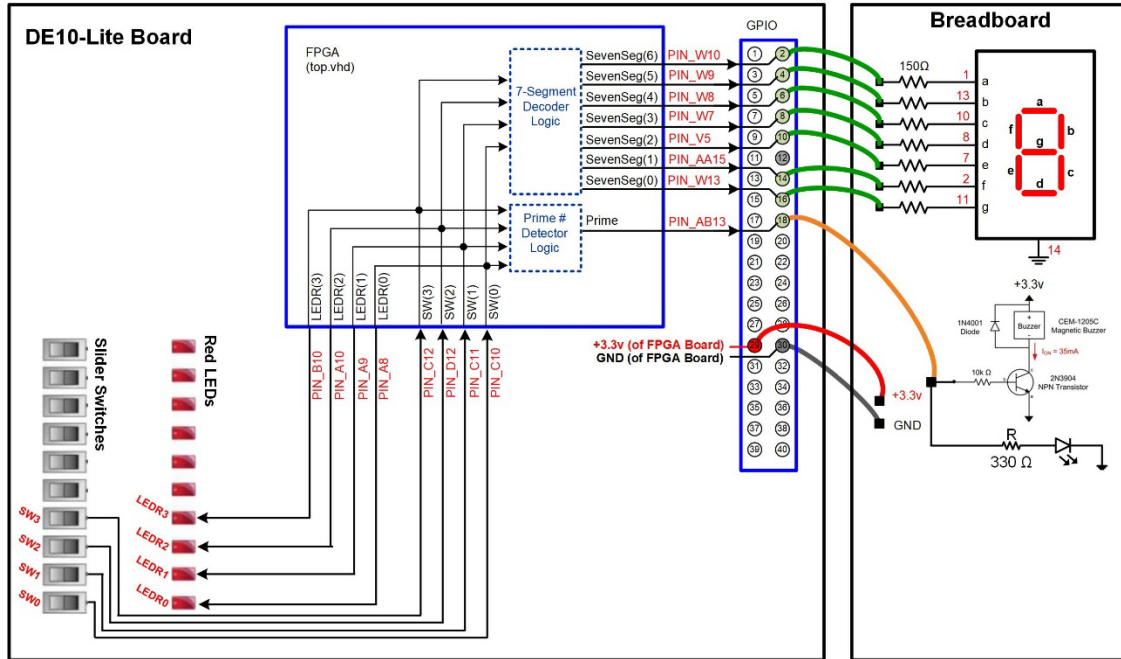 DE10-Lite Board
FPGA
(top.vhd)
7-Segment
Decoder
Logic
Prime #
Detector
Logic
SevenSeg(6)
SevenSeg(5)
SevenSeg(4)
SevenSeg(3)
SevenSeg(2)
SevenSeg(1)
SevenSeg(0)
Prime
PIN_W10
PIN_W9
PIN_W8
PIN_W7
PIN_V5
PIN_AA15
PIN_W13
PIN_AB13
LEDR(3)
LEDR(2)
LEDR(1)
LEDR(0)
SW(3)
SW(2)
SW(1)
SW(0)
PIN_B10
PIN_A10
PIN_A9
PIN_A8
PIN_C12
PIN_D12
PIN_C11
PIN_C10
Slider Switches
Red LEDs
SW3
SW2
SW1
SW0
LEDR3
LEDR2
LEDR1
LEDR0
+3.3v (of FPGA Board)
GND (of FPGA Board)
GPIO
1 2
3 4
5 6
7 8
9 10
11 12
13 14
15 16
17 18
19 20
21 22
23 24
25 26
27 28
29 30
31 32
33 34
35 36
37 38
39 40
Breadboard
150Ω
1 a
13 b
10 c
8 d
7 e
2 f
11 g
a
f b
g
e c
d
14
+3.3v
1N4001
Diode
+
Buzzer
-
CEM-1205C
Magnetic Buzzer
I_ON = 35mA
10k Ω
2N3904
NPN Transistor
+3.3v
GND
R
330 Ω